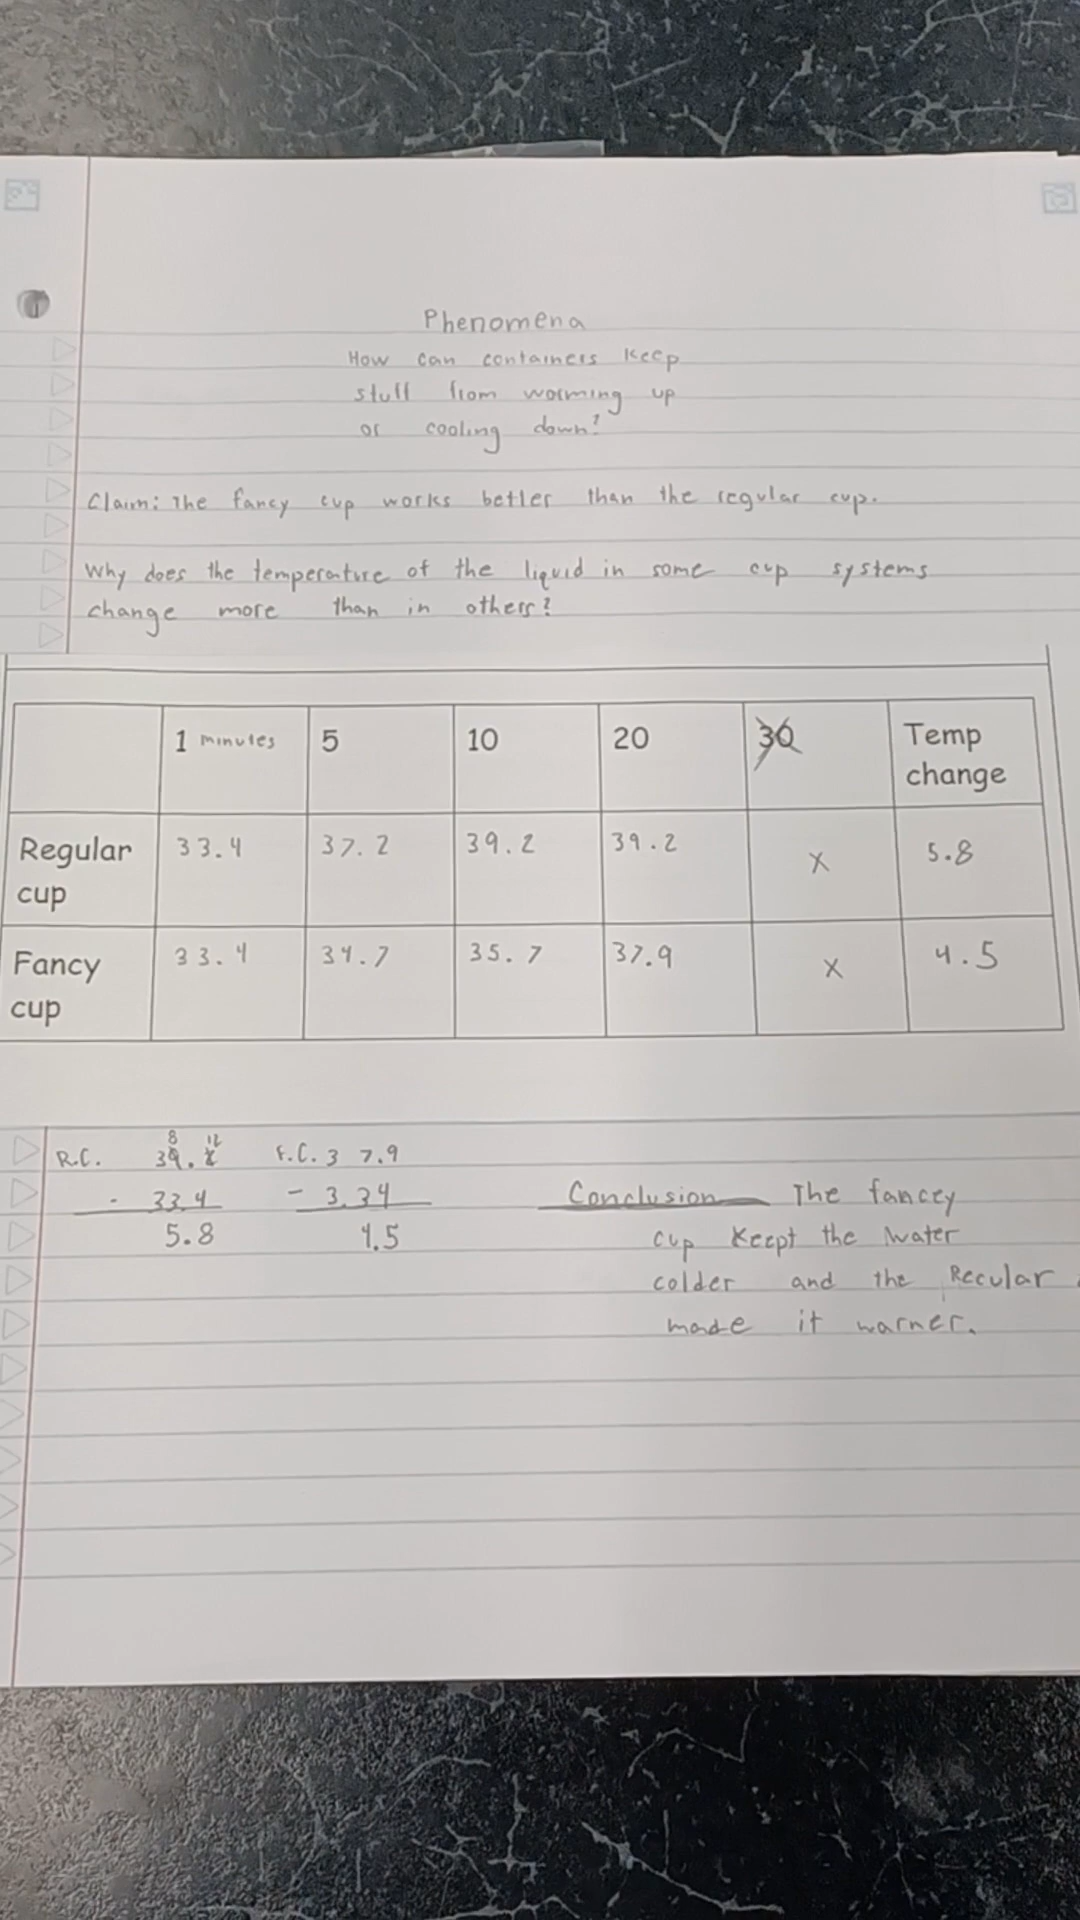 Phenomena
How can containers keep
stuff from worming up
or cooling down?
Claim: The fancy cup works better than the regular cup.
Why does the temperature of the liquid in some cup systems
change more than in others?
1 minutes 5 10 20 30 Temp change
Regular cup 33.4 37.2 39.2 39.2 X 5.8
Fancy cup 33.4 34.7 35.7 37.9 X 4.5
R.C. 39.2 F.C. 37.9
8 12
- 33.4 - 3.34
5.8 4.5
Conclusion The fancey
cup Keept the water
colder and the Recular
made it warner.